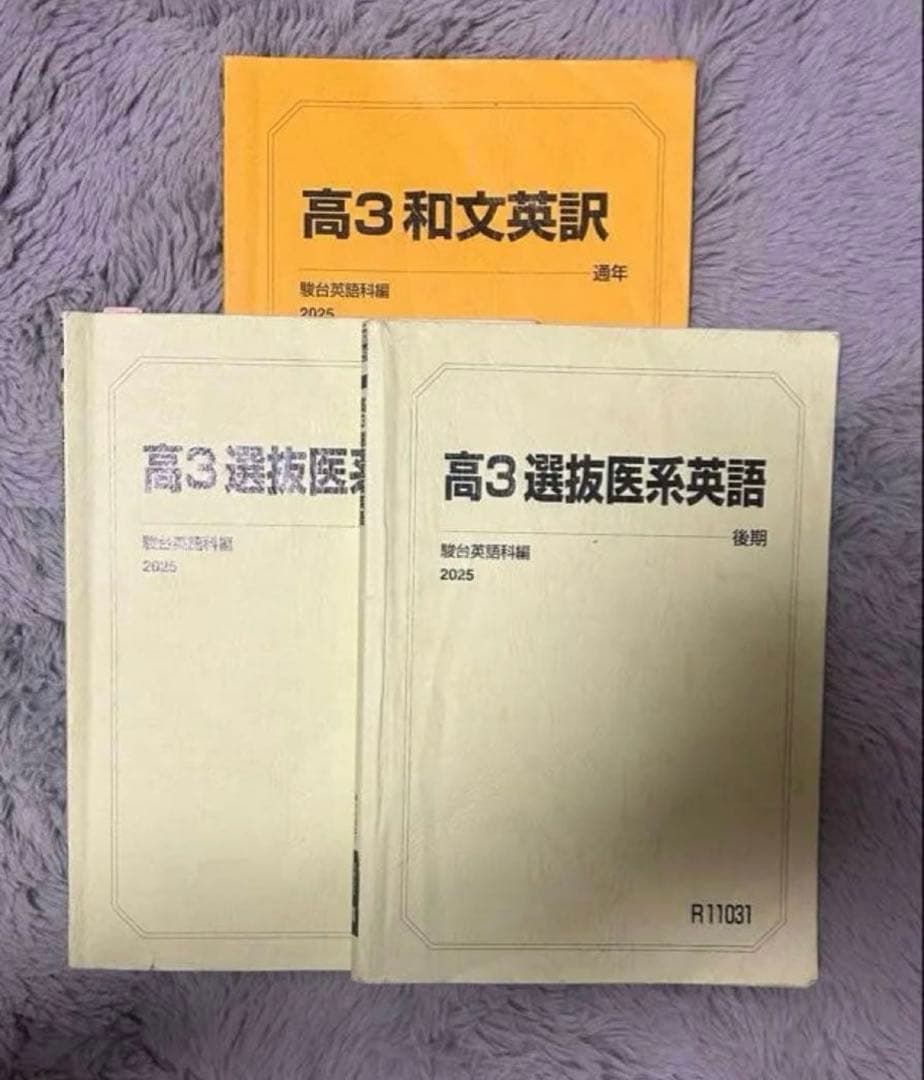 高3 和文英訳
通年
駿台英語科編
2025
高3 選抜医系
駿台英語科編
2025
高3 選抜医系英語
後期
駿台英語科編
2025
R11031